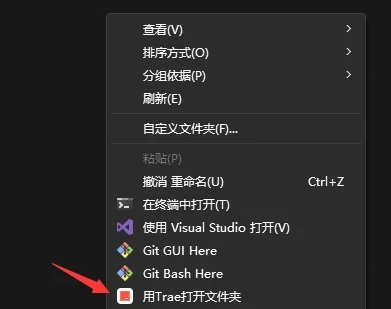 查看(V)
排序方式(O)
分组依据(P)
刷新(E)
自定义文件夹(F)...
粘贴(P)
撤消 重命名(U) Ctrl+Z
在终端中打开(T)
使用 Visual Studio 打开(V)
Git GUI Here
Git Bash Here
用Trae打开文件夹